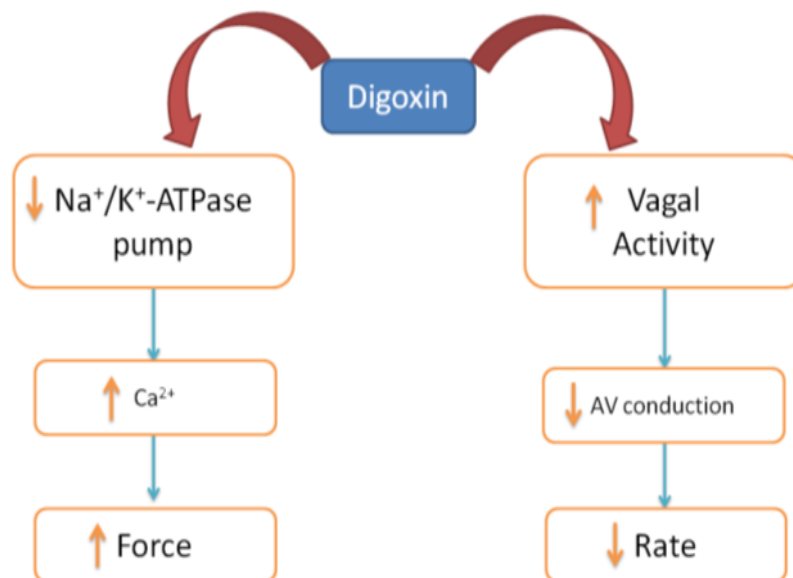 Digoxin
↓ Na⁺/K⁺-ATPase
pump
↑ Vagal
Activity
↑ Ca²⁺
↓ AV conduction
↑ Force
↓ Rate